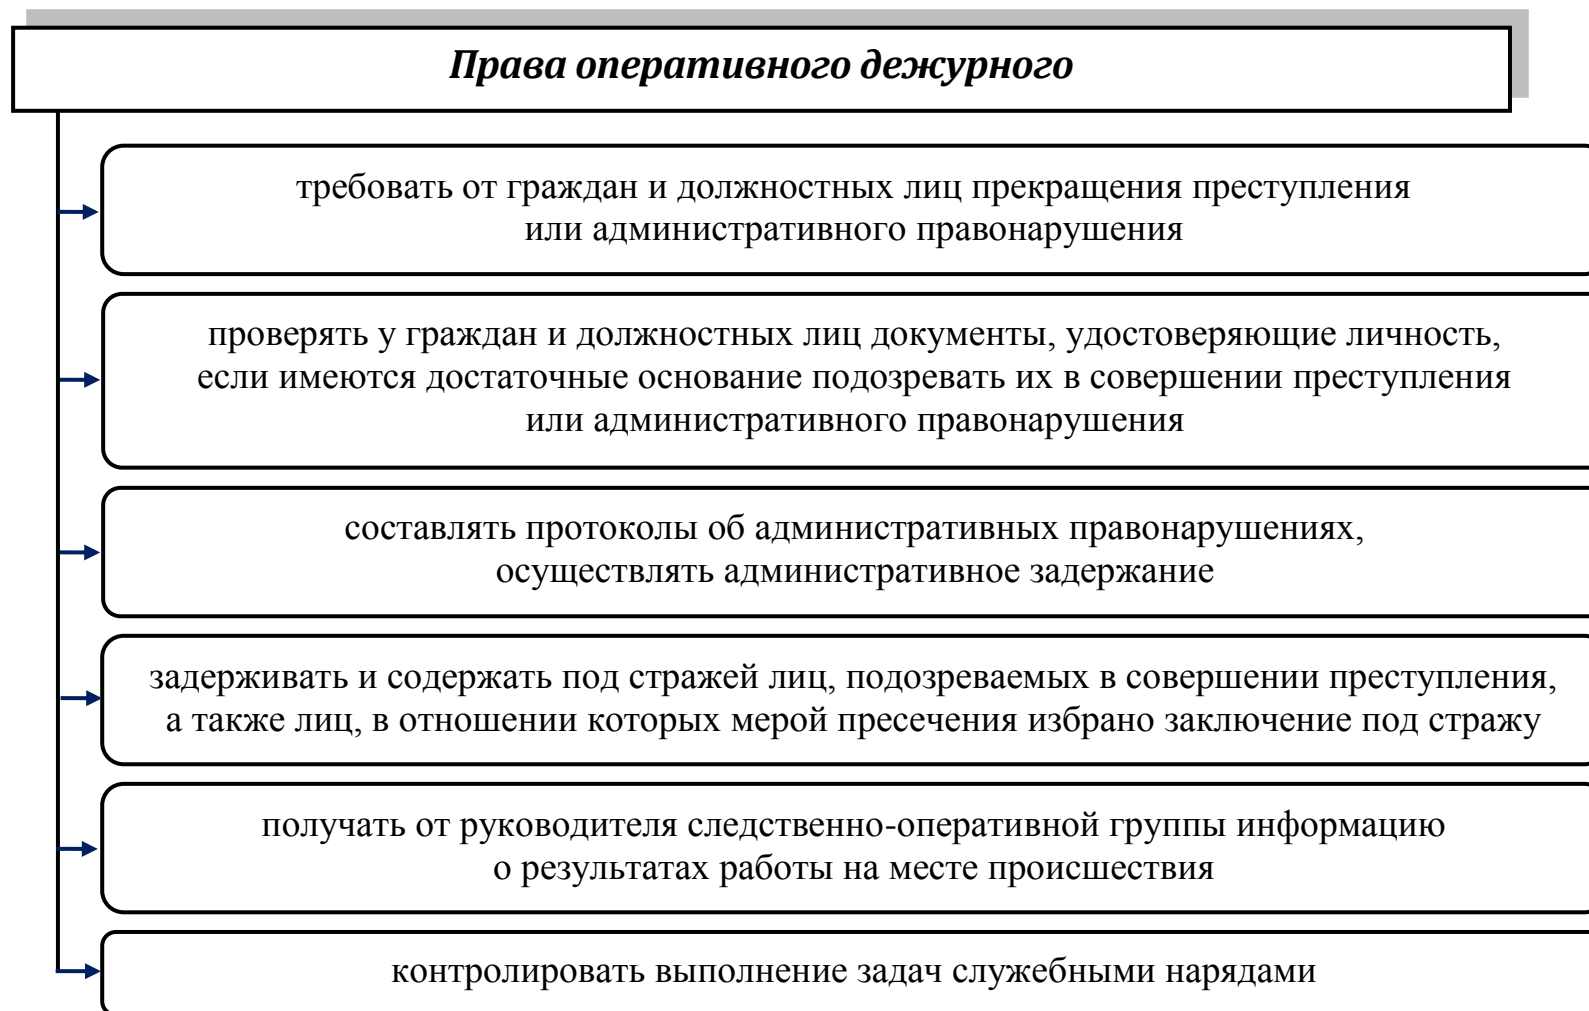 Права оперативного дежурного
требовать от граждан и должностных лиц прекращения преступления
или административного правонарушения
проверять у граждан и должностных лиц документы, удостоверяющие личность,
если имеются достаточные основание подозревать их в совершении преступления
или административного правонарушения
составлять протоколы об административных правонарушениях,
осуществлять административное задержание
задерживать и содержать под стражей лиц, подозреваемых в совершении преступления,
а также лиц, в отношении которых мерой пресечения избрано заключение под стражу
получать от руководителя следственно-оперативной группы информацию
о результатах работы на месте происшествия
контролировать выполнение задач служебными нарядами